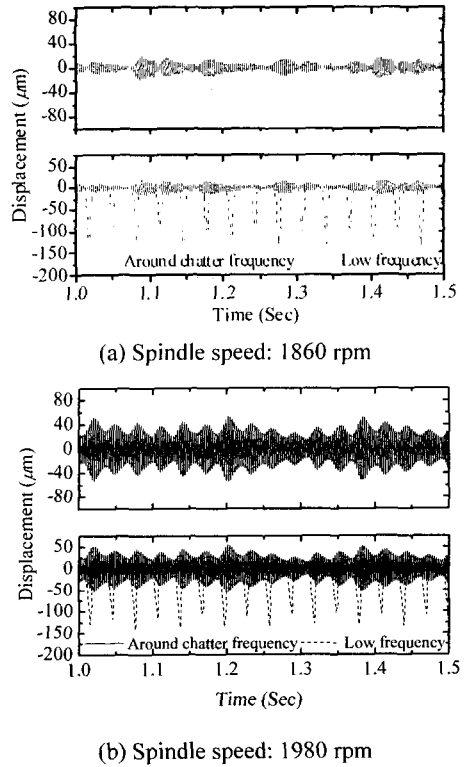 80
40
0
-40
-80
Displacement (μm)
50
0
-50
-100
-150
-200
Around chatter frequency Low frequency
1.0 1.1 1.2 1.3 1.4 1.5
Time (Sec)
(a) Spindle speed: 1860 rpm
80
40
0
-40
-80
Displacement (μm)
50
0
-50
-100
-150
-200
Around chatter frequency Low frequency
1.0 1.1 1.2 1.3 1.4 1.5
Time (Sec)
(b) Spindle speed: 1980 rpm